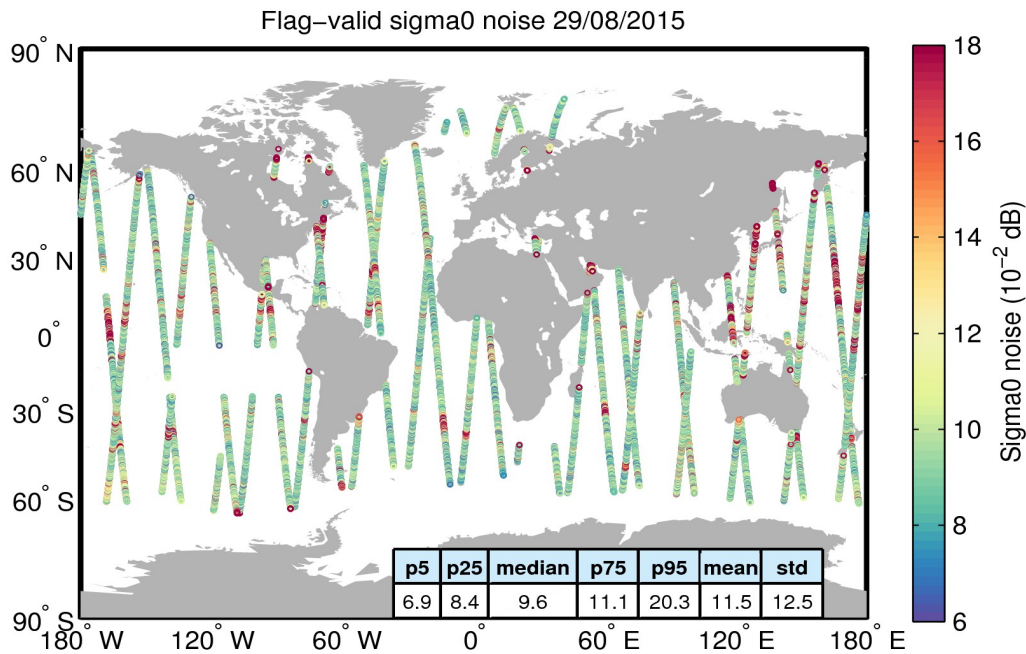 Flag−valid sigma0 noise 29/08/2015
90° N
60° N
30° N
0°
30° S
60° S
90° S
180° W
120° W
60° W
0°
60° E
120° E
180° E
p5 p25 median p75 p95 mean std
6.9 8.4 9.6 11.1 20.3 11.5 12.5
18
16
14
12
10
8
6
Sigma0 noise (10⁻² dB)